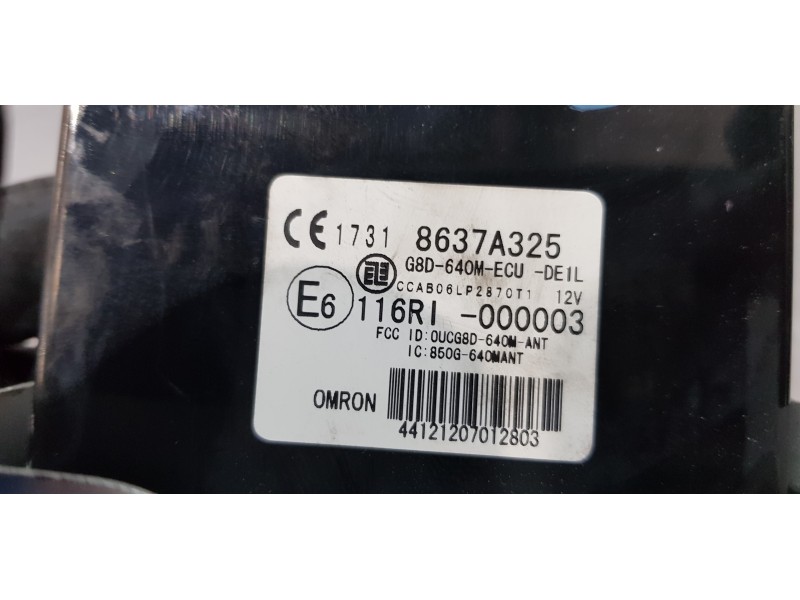 CE 1731 8637A325
G8D-640M-ECU -DE1L
CCAB06LP2870T1 12V
E6 116RI -000003
FCC ID:OUCG8D-640M-ANT
IC:850G-640MANT
OMRON
44121207012803